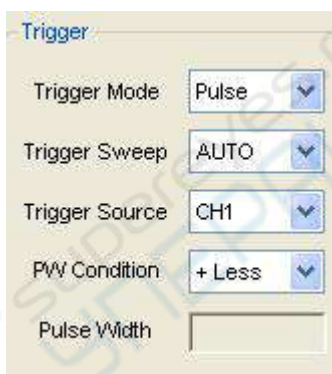 Trigger
Trigger Mode Pulse
Trigger Sweep AUTO
Trigger Source CH1
PW Condition + Less
Pulse Width